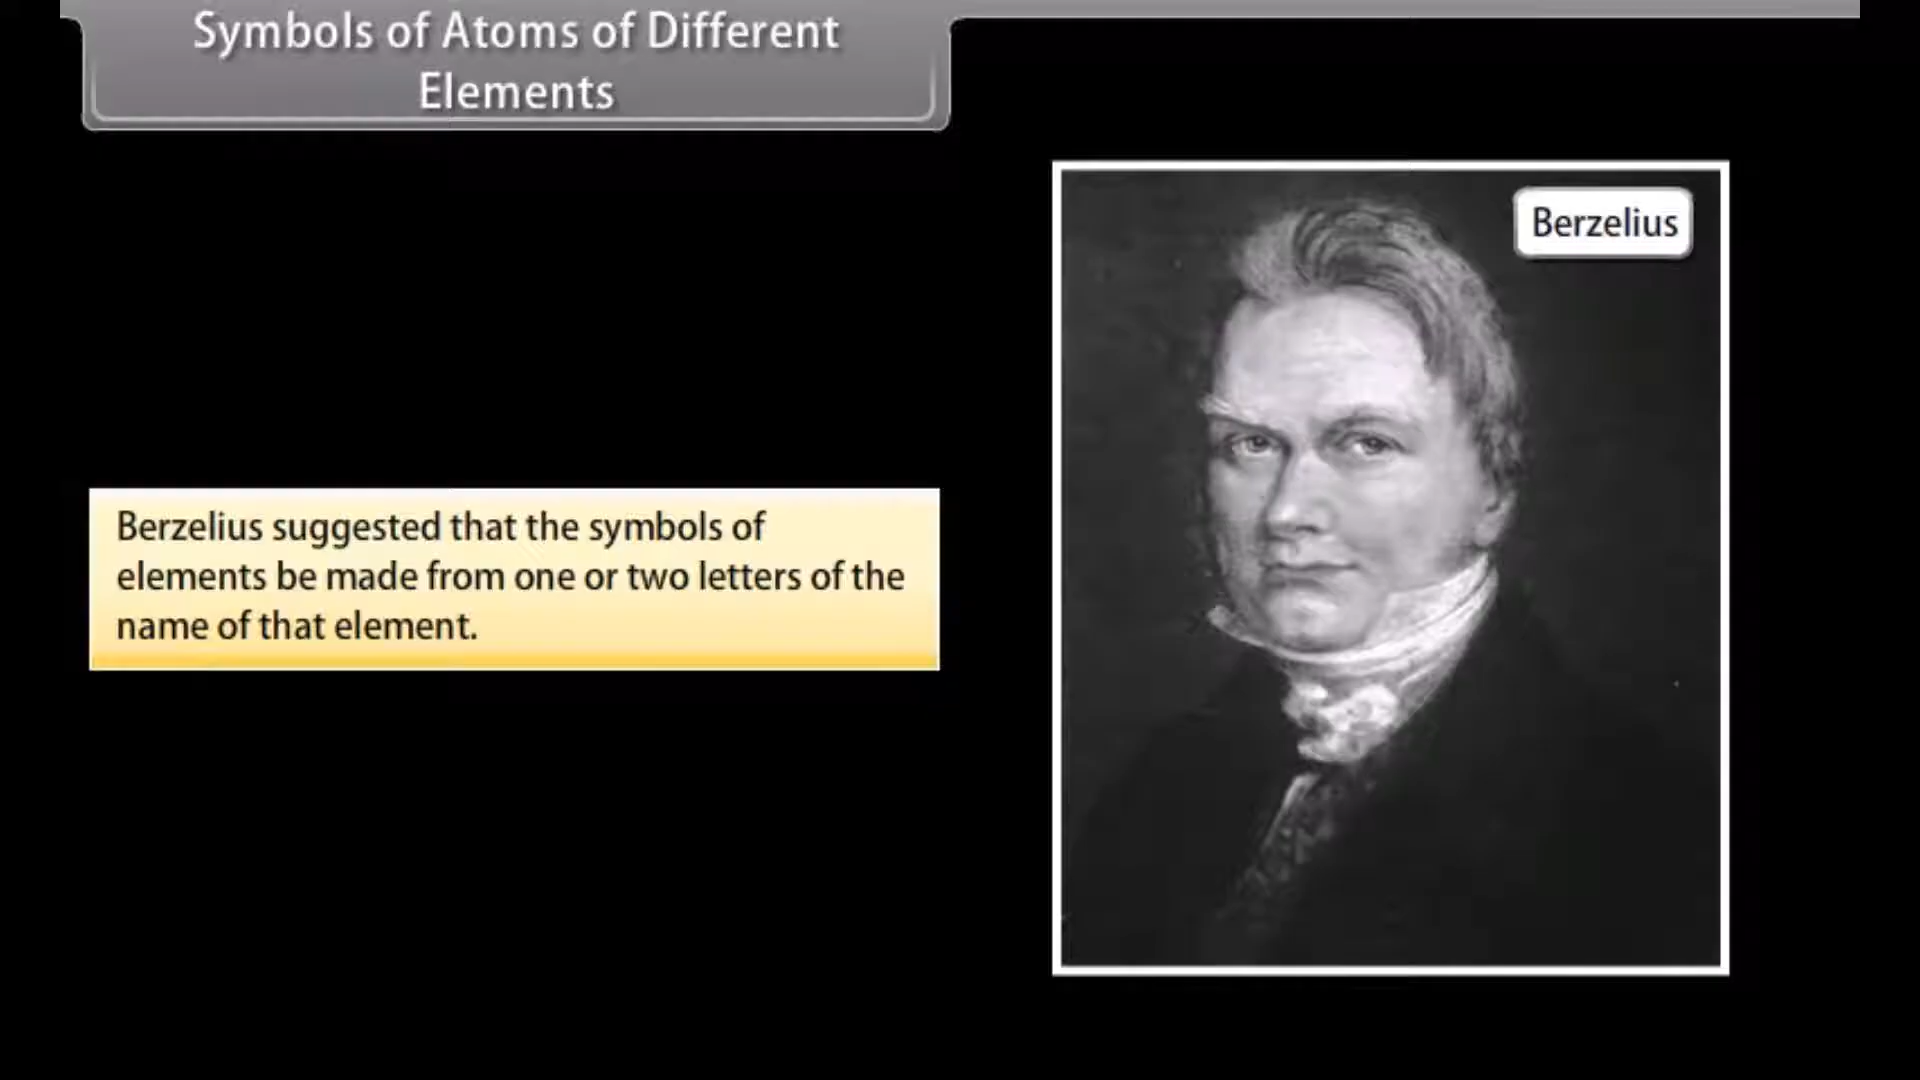 Symbols of Atoms of Different
Elements
Berzelius
Berzelius suggested that the symbols of
elements be made from one or two letters of the
name of that element.